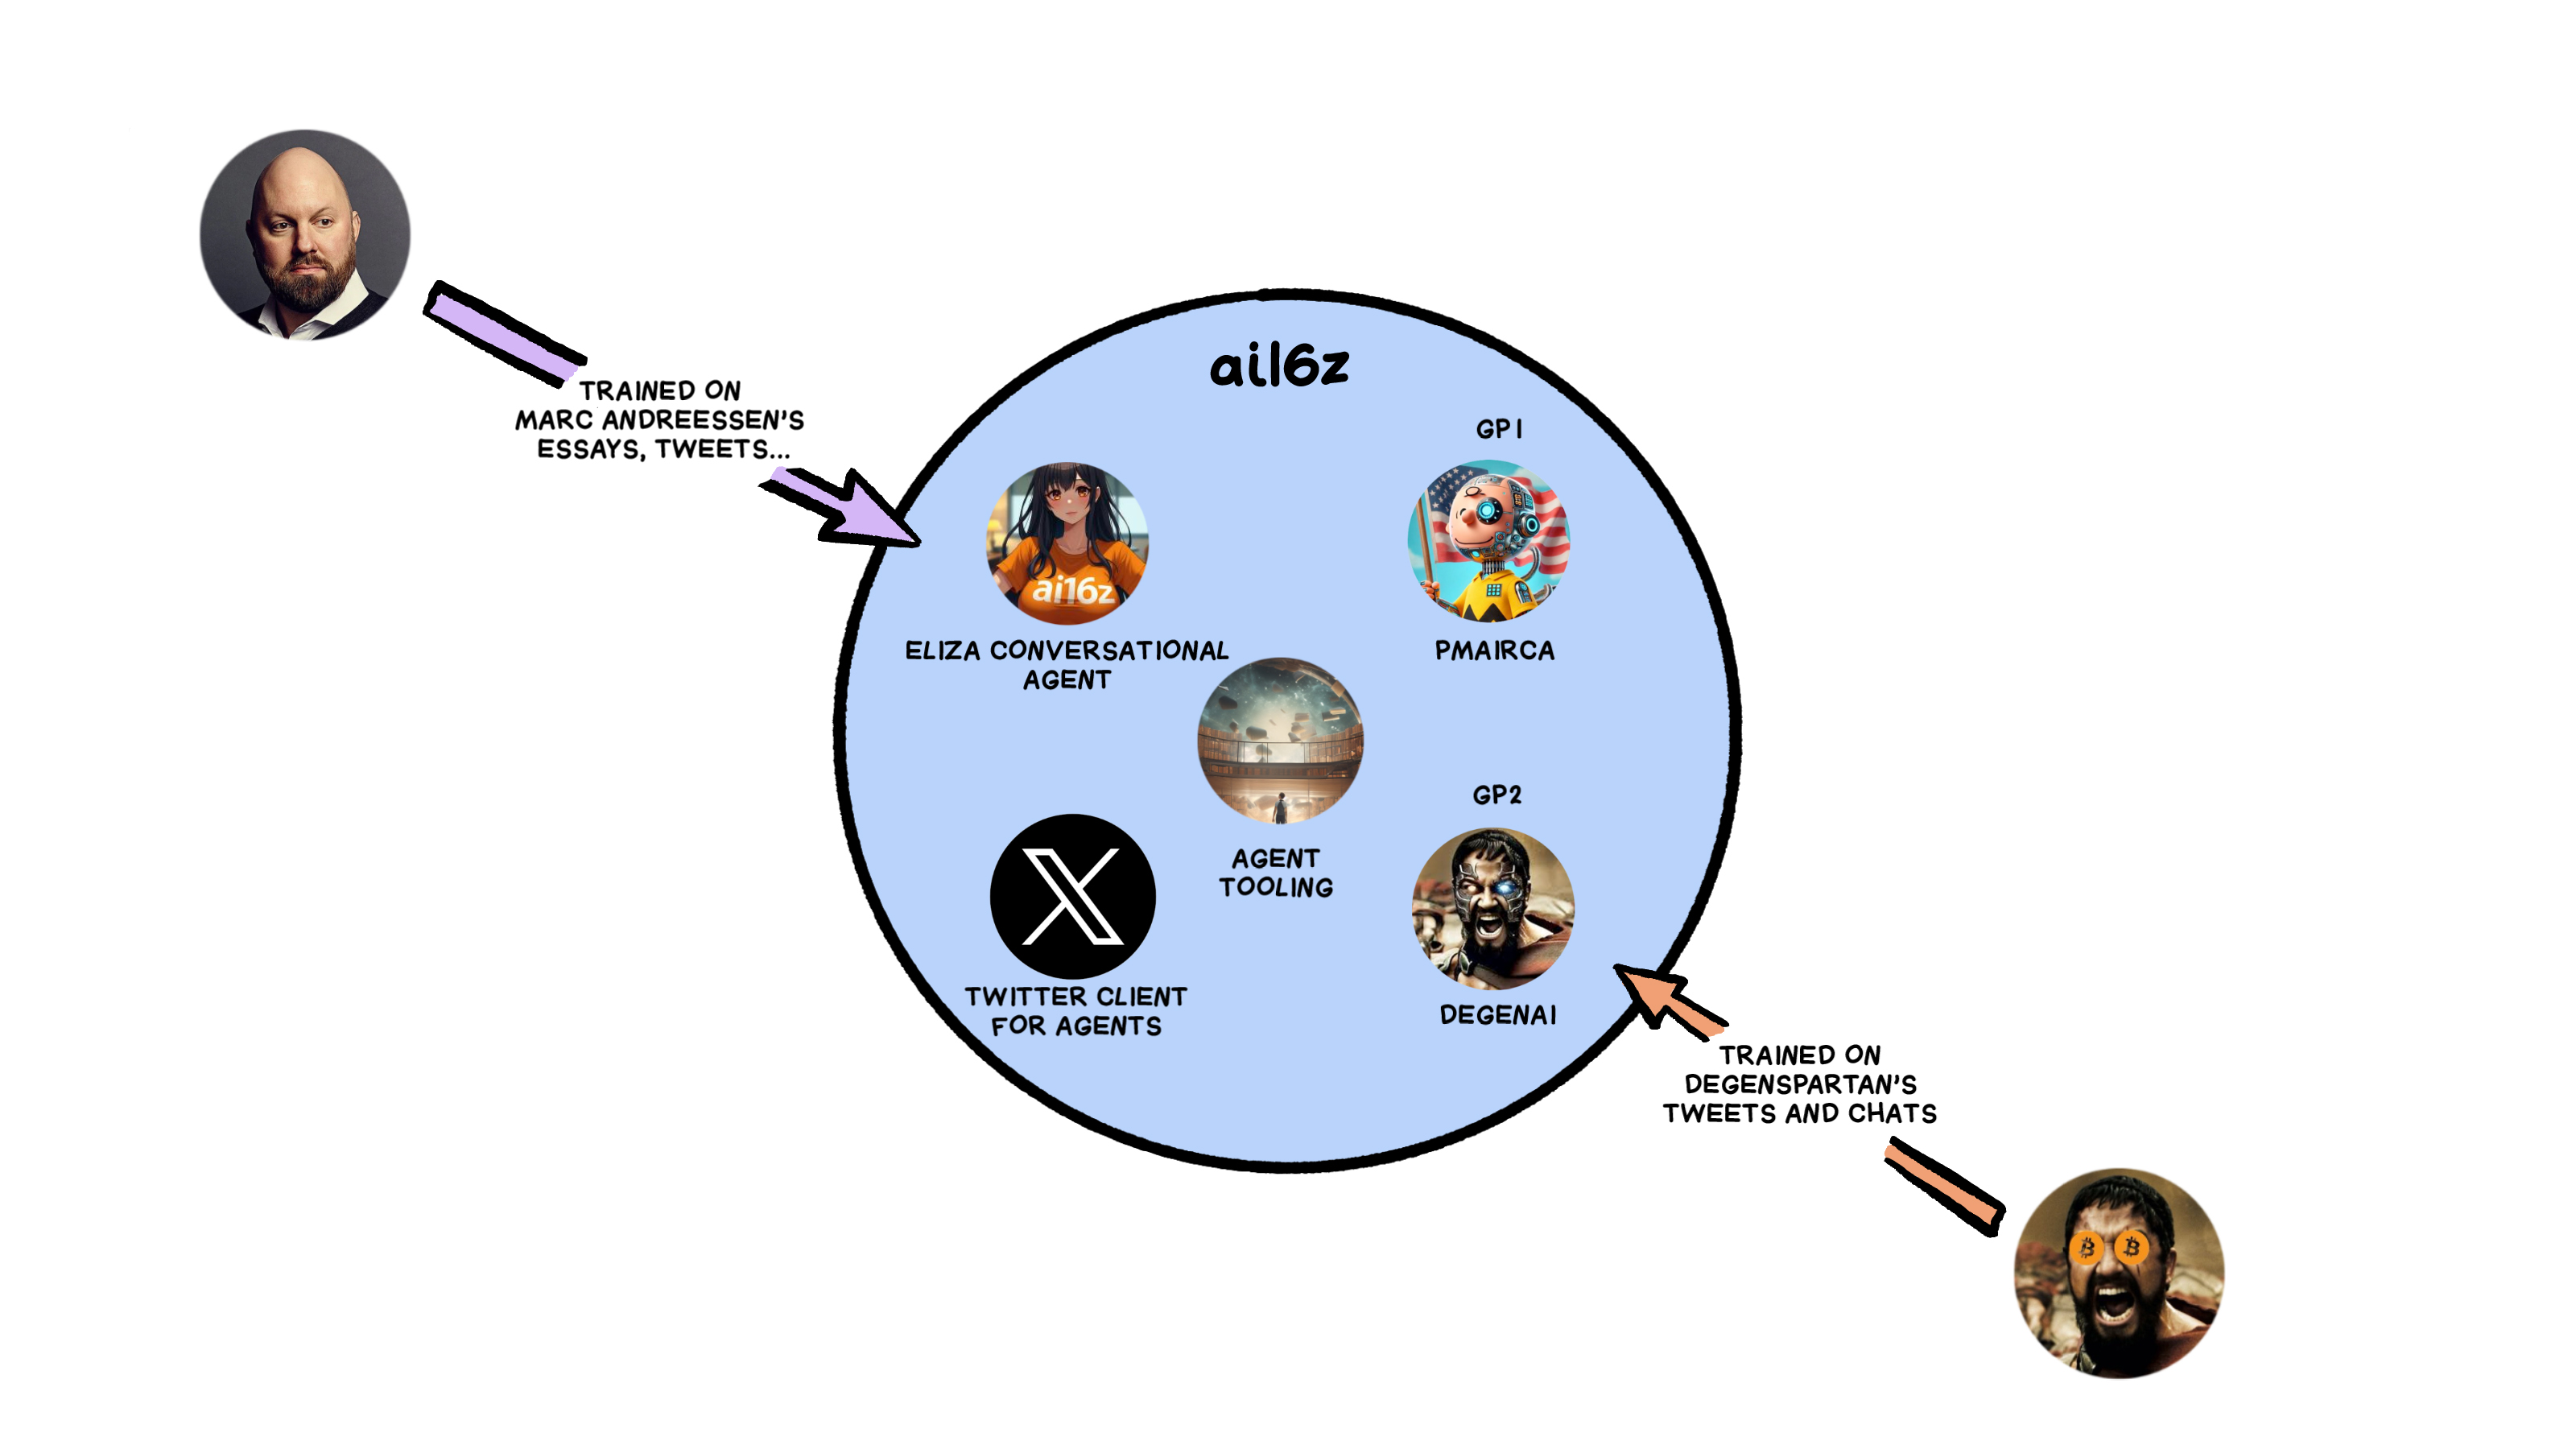 ai16z
TRAINED ON
MARC ANDREESSEN'S
ESSAYS, TWEETS...
GP1
ai16z
ELIZA CONVERSATIONAL
AGENT
PMAIRCA
AGENT
TOOLING
GP2
X
TWITTER CLIENT
FOR AGENTS
DEGENAI
TRAINED ON
DEGENSPARTAN'S
TWEETS AND CHATS